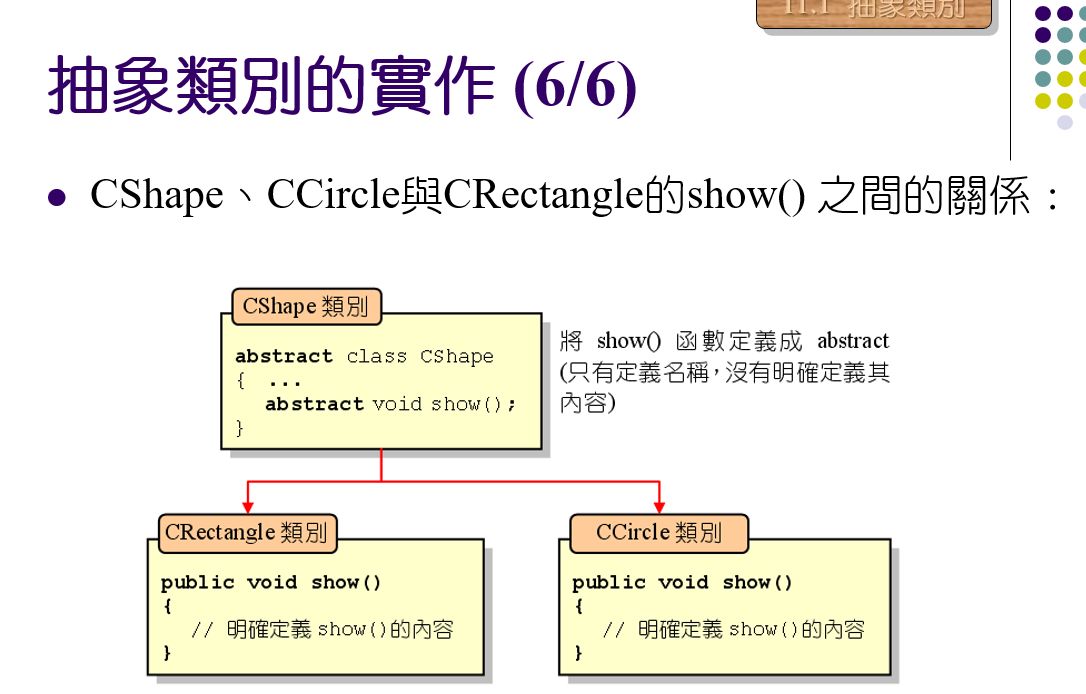 11.1 抽象類別
抽象類別的實作 (6/6)
CShape、CCircle與CRectangle的show() 之間的關係：
CShape 類別
abstract class CShape
{ ...
abstract void show();
}
將 show() 函數定義成 abstract
(只有定義名稱，沒有明確定義其
內容)
CRectangle 類別
public void show()
{
// 明確定義 show()的內容
}
CCircle 類別
public void show()
{
// 明確定義 show()的內容
}